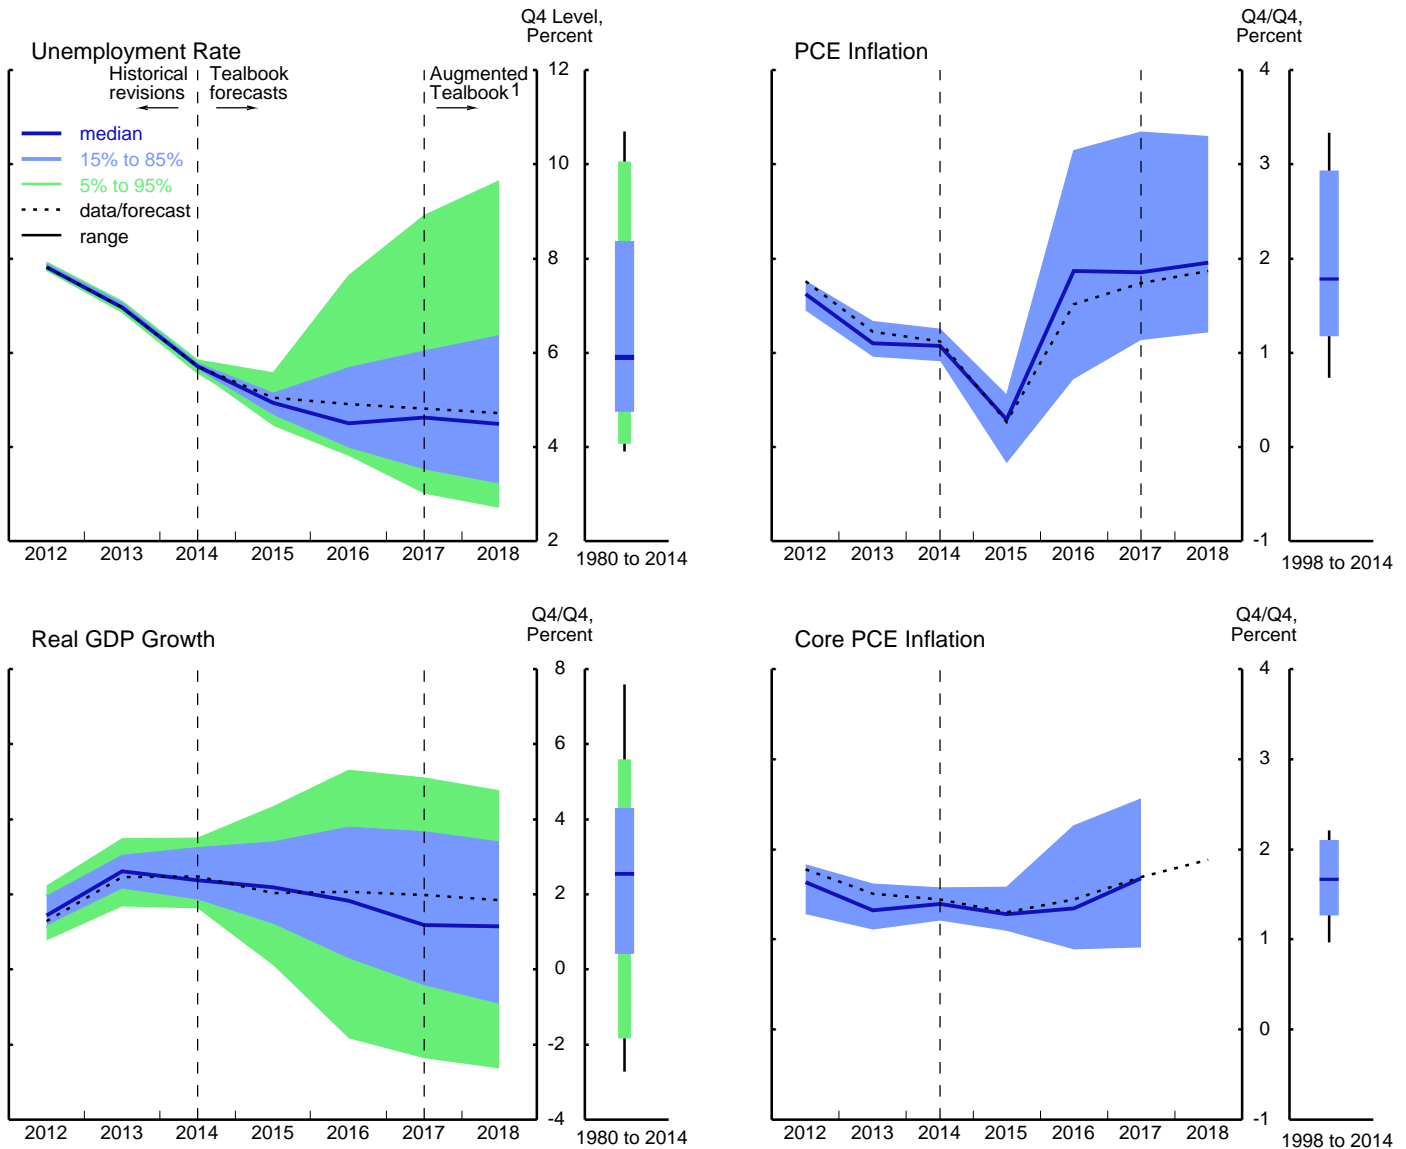 Unemployment Rate
Q4 Level,
Percent
Historical
revisions
Tealbook
forecasts
Augmented
Tealbook 1
median
15% to 85%
5% to 95%
data/forecast
range
12
10
8
6
4
2
2012 2013 2014 2015 2016 2017 2018
1980 to 2014
PCE Inflation
Q4/Q4,
Percent
4
3
2
1
0
-1
2012 2013 2014 2015 2016 2017 2018
1998 to 2014
Real GDP Growth
Q4/Q4,
Percent
8
6
4
2
0
-2
-4
2012 2013 2014 2015 2016 2017 2018
1980 to 2014
Core PCE Inflation
Q4/Q4,
Percent
4
3
2
1
0
-1
2012 2013 2014 2015 2016 2017 2018
1998 to 2014